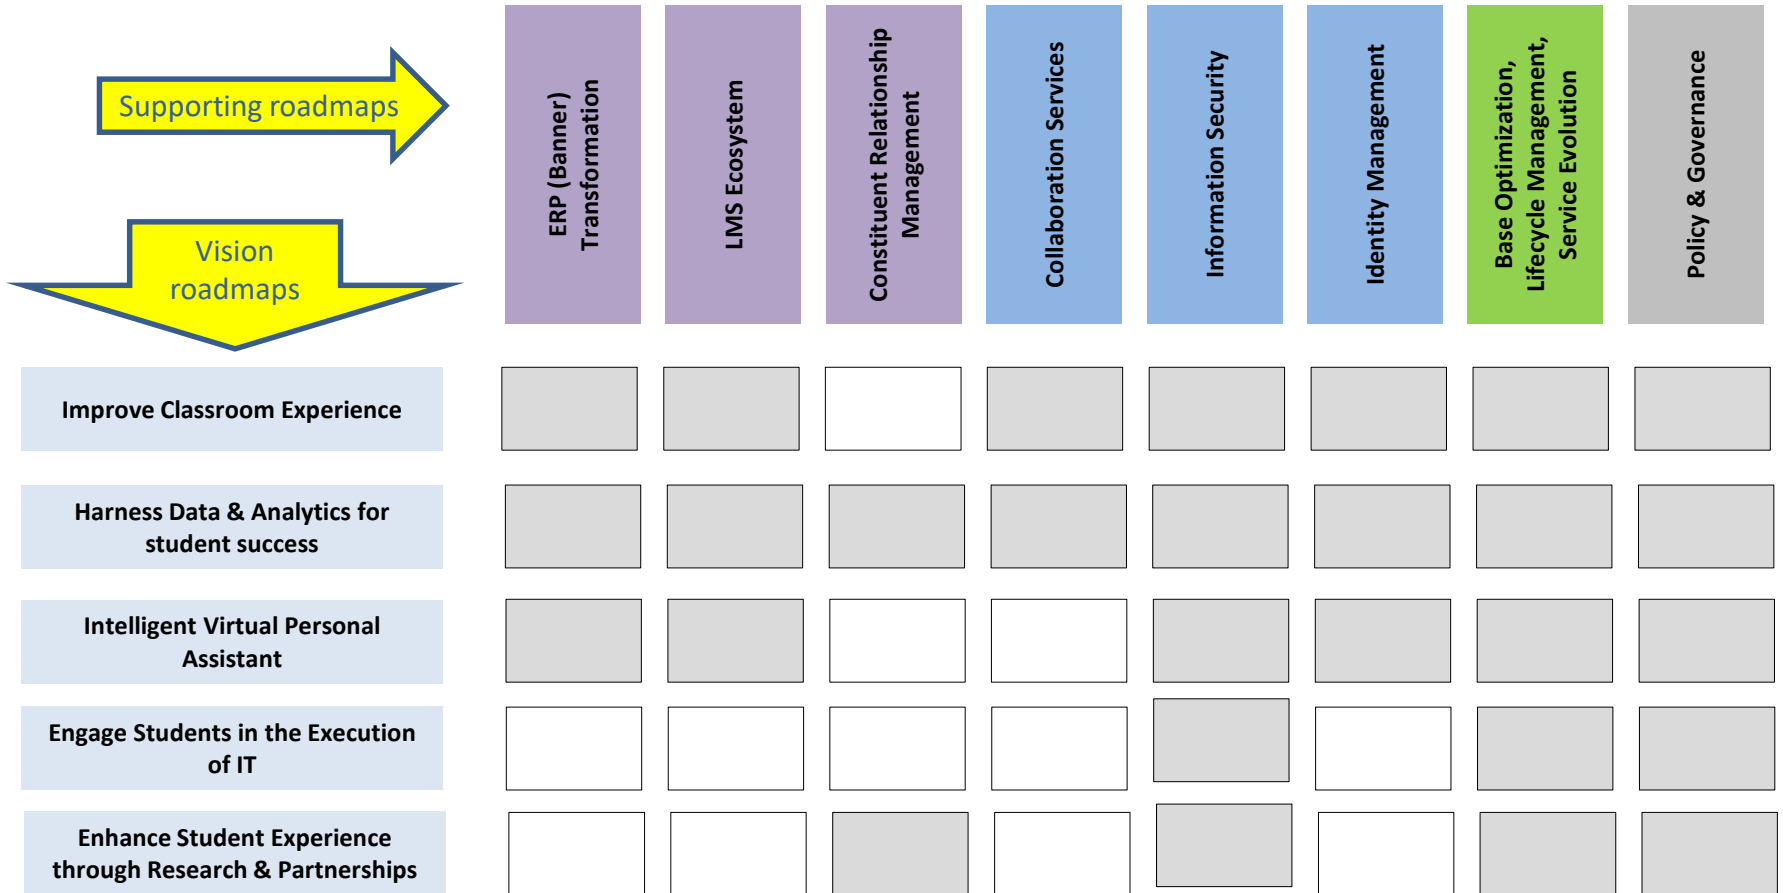 Supporting roadmaps
Vision
roadmaps
ERP (Banner)
Transformation
LMS Ecosystem
Constituent Relationship
Management
Collaboration Services
Information Security
Identity Management
Base Optimization,
Lifecycle Management,
Service Evolution
Policy & Governance
Improve Classroom Experience
Harness Data & Analytics for
student success
Intelligent Virtual Personal
Assistant
Engage Students in the Execution
of IT
Enhance Student Experience
through Research & Partnerships